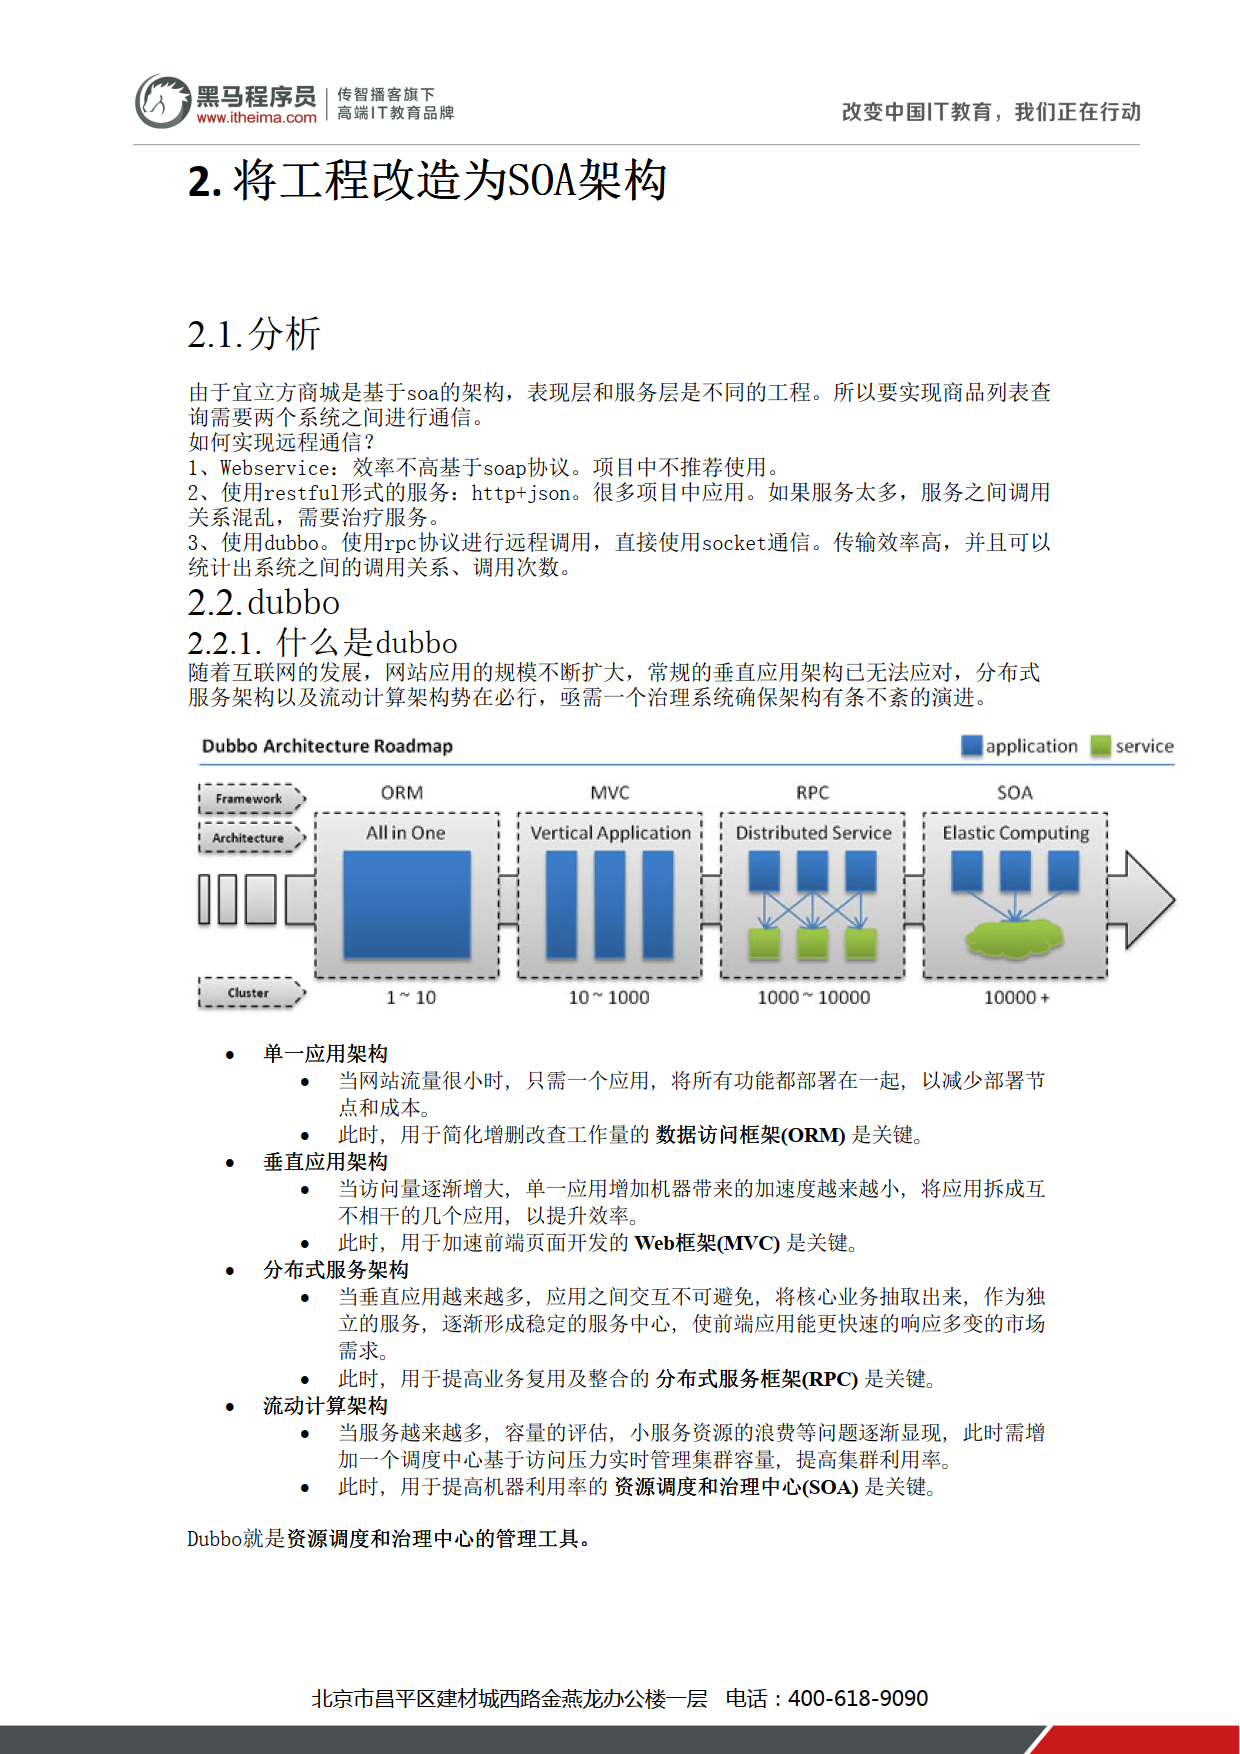 黑马程序员
www.itheima.com
传智播客旗下
高端IT教育品牌
改变中国IT教育，我们正在行动
2. 将工程改造为SOA架构
2.1. 分析
由于宜立方商城是基于soa的架构，表现层和服务层是不同的工程。所以要实现商品列表查
询需要两个系统之间进行通信。
如何实现远程通信？
1、Webservice：效率不高基于soap协议。项目中不推荐使用。
2、使用restful形式的服务：http+json。很多项目中应用。如果服务太多，服务之间调用
关系混乱，需要治疗服务。
3、使用dubbo。使用rpc协议进行远程调用，直接使用socket通信。传输效率高，并且可以
统计出系统之间的调用关系、调用次数。
2.2. dubbo
2.2.1. 什么是dubbo
随着互联网的发展，网站应用的规模不断扩大，常规的垂直应用架构已无法应对，分布式
服务架构以及流动计算架构势在必行，亟需一个治理系统确保架构有条不紊的演进。
Dubbo Architecture Roadmap application service
Framework ORM MVC RPC SOA
Architecture All in One Vertical Application Distributed Service Elastic Computing
Cluster 1 ~ 10 10 ~ 1000 1000 ~ 10000 10000 +
● 单一应用架构
● 当网站流量很小时，只需一个应用，将所有功能都部署在一起，以减少部署节
点和成本。
● 此时，用于简化增删改查工作量的 数据访问框架(ORM) 是关键。
● 垂直应用架构
● 当访问量逐渐增大，单一应用增加机器带来的加速度越来越小，将应用拆成互
不相干的几个应用，以提升效率。
● 此时，用于加速前端页面开发的 Web框架(MVC) 是关键。
● 分布式服务架构
● 当垂直应用越来越多，应用之间交互不可避免，将核心业务抽取出来，作为独
立的服务，逐渐形成稳定的服务中心，使前端应用能更快速的响应多变的市场
需求。
● 此时，用于提高业务复用及整合的 分布式服务框架(RPC) 是关键。
● 流动计算架构
● 当服务越来越多，容量的评估，小服务资源的浪费等问题逐渐显现，此时需增
加一个调度中心基于访问压力实时管理集群容量，提高集群利用率。
● 此时，用于提高机器利用率的 资源调度和治理中心(SOA) 是关键。
Dubbo就是资源调度和治理中心的管理工具。
北京市昌平区建材城西路金燕龙办公楼一层 电话：400-618-9090